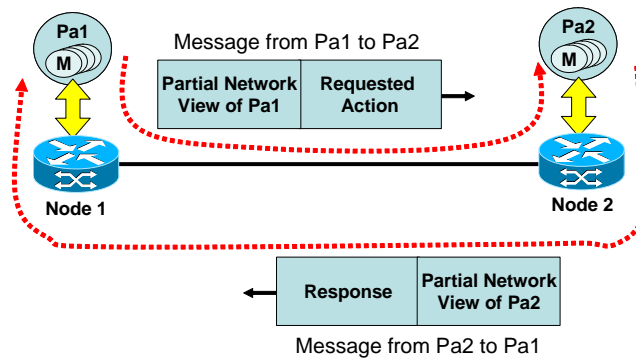 Pa1
M
Message from Pa1 to Pa2
Pa2
M
Partial Network
View of Pa1
Requested
Action
Node 1
Node 2
Response
Partial Network
View of Pa2
Message from Pa2 to Pa1